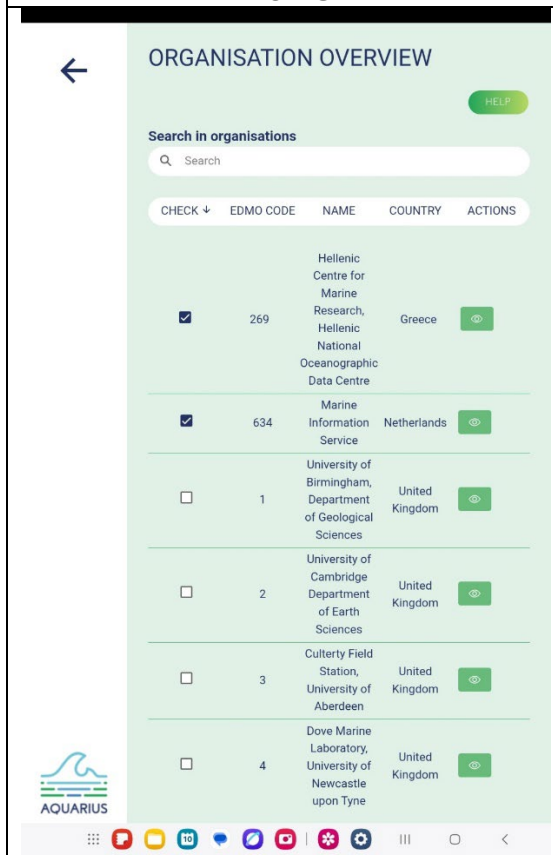 ORGANISATION OVERVIEW
HELP
Search in organisations
Search
CHECK ↓ EDMO CODE NAME COUNTRY ACTIONS
Hellenic
Centre for
Marine
Research,
269 Hellenic Greece
National
Oceanographic
Data Centre
Marine
634 Information Netherlands
Service
University of
Birmingham,
1 Department United Kingdom
of Geological
Sciences
University of
Cambridge
2 Department United Kingdom
of Earth
Sciences
Culterty Field
3 Station, United Kingdom
University of
Aberdeen
Dove Marine
Laboratory,
4 University of United Kingdom
Newcastle
upon Tyne
AQUARIUS
10